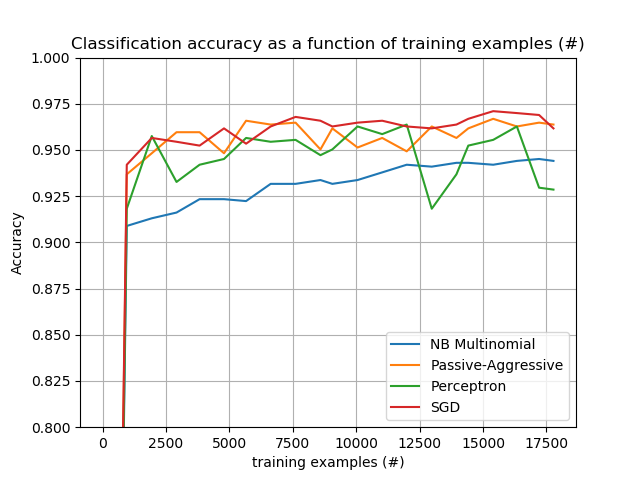 Classification accuracy as a function of training examples (#)
1.000
0.975
0.950
0.925
0.900
0.875
0.850
0.825
0.800
Accuracy
NB Multinomial
Passive-Aggressive
Perceptron
SGD
0 2500 5000 7500 10000 12500 15000 17500
training examples (#)